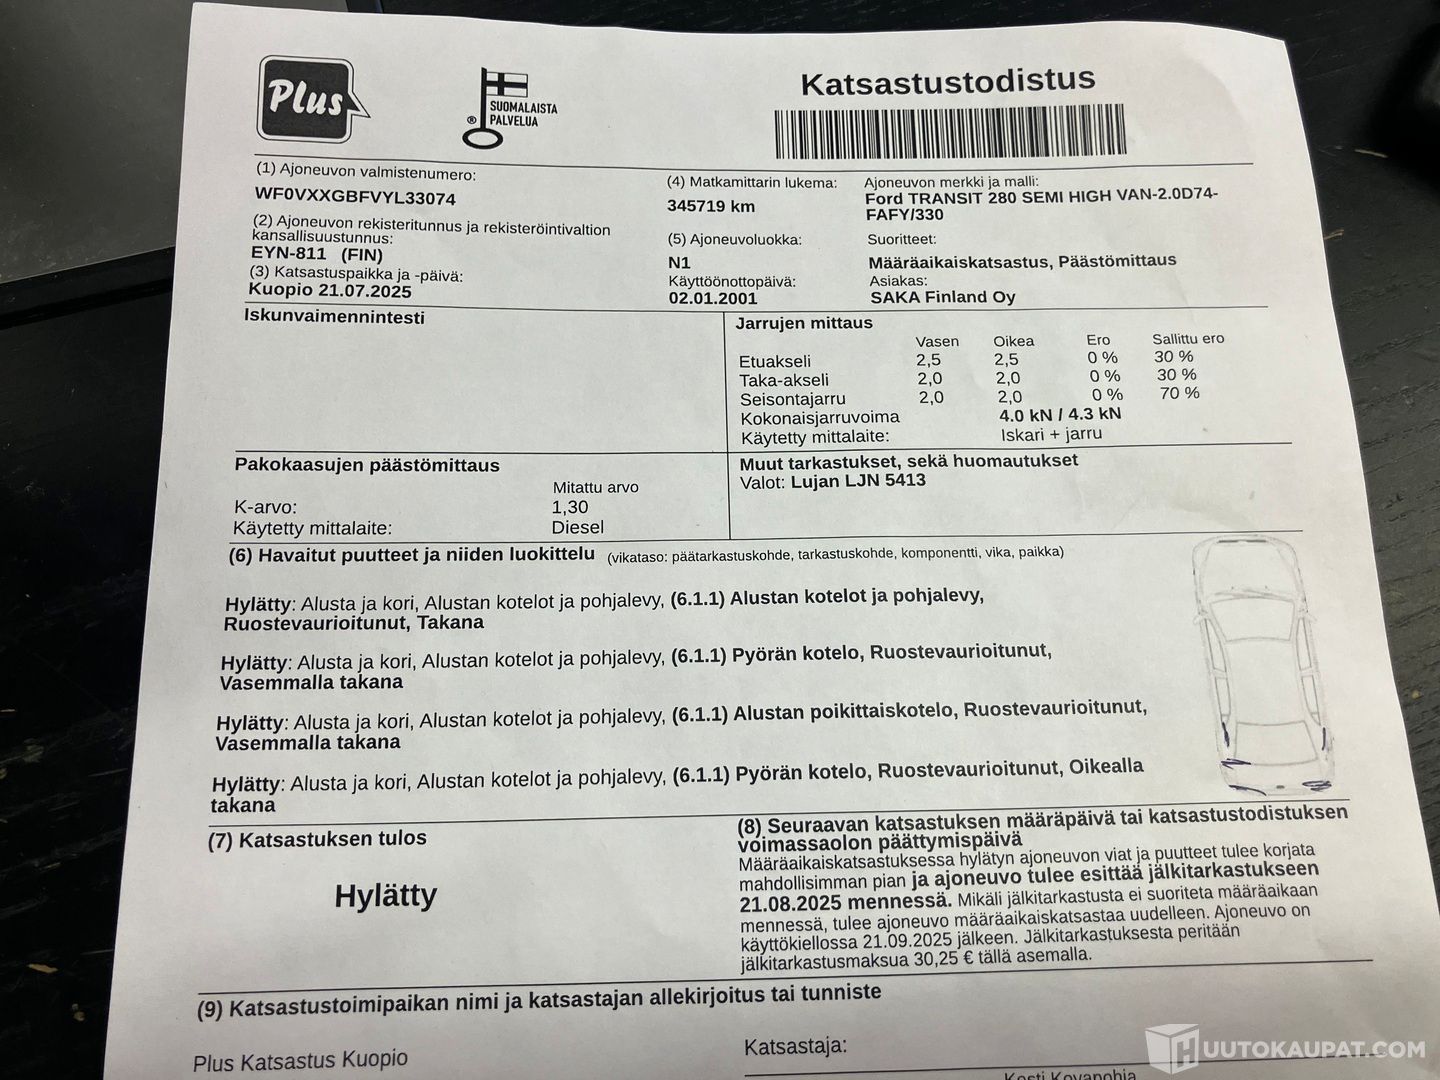 Plus
SUOMALAISTA
PALVELUA
®
Katsastustodistus
(1) Ajoneuvon valmistenumero:
WF0VXXGBFVYL33074
(2) Ajoneuvon rekisteritunnus ja rekisteröintivaltion
kansallisuustunnus:
EYN-811 (FIN)
(3) Katsastuspaikka ja -päivä:
Kuopio 21.07.2025
(4) Matkamittarin lukema:
345719 km
(5) Ajoneuvoluokka:
N1
Käyttöönottopäivä:
02.01.2001
Ajoneuvon merkki ja malli:
Ford TRANSIT 280 SEMI HIGH VAN-2.0D74-
FAFY/330
Suoritteet:
Määräaikaiskatsastus, Päästömittaus
Asiakas:
SAKA Finland Oy
Iskunvaimennintesti
Jarrujen mittaus
Vasen Oikea Ero Sallittu ero
Etuakseli 2,5 2,5 0 % 30 %
Taka-akseli 2,0 2,0 0 % 30 %
Seisontajarru 2,0 2,0 0 % 70 %
Kokonaisjarruvoima 4.0 kN / 4.3 kN
Käytetty mittalaite: Iskari + jarru
Pakokaasujen päästömittaus
Mitattu arvo
K-arvo: 1,30
Käytetty mittalaite: Diesel
Muut tarkastukset, sekä huomautukset
Valot: Lujan LJN 5413
(6) Havaitut puutteet ja niiden luokittelu (vikataso: päätarkastuskohde, tarkastuskohde, komponentti, vika, paikka)
Hylätty: Alusta ja kori, Alustan kotelot ja pohjalevy, (6.1.1) Alustan kotelot ja pohjalevy,
Ruostevaurioitunut, Takana
Hylätty: Alusta ja kori, Alustan kotelot ja pohjalevy, (6.1.1) Pyörän kotelo, Ruostevaurioitunut,
Vasemmalla takana
Hylätty: Alusta ja kori, Alustan kotelot ja pohjalevy, (6.1.1) Alustan poikittaiskotelo, Ruostevaurioitunut,
Vasemmalla takana
Hylätty: Alusta ja kori, Alustan kotelot ja pohjalevy, (6.1.1) Pyörän kotelo, Ruostevaurioitunut, Oikealla
takana
(7) Katsastuksen tulos
Hylätty
(8) Seuraavan katsastuksen määräpäivä tai katsastustodistuksen
voimassaolon päättymispäivä
Määräaikaiskatsastuksessa hylätyn ajoneuvon viat ja puutteet tulee korjata
mahdollisimman pian ja ajoneuvo tulee esittää jälkitarkastukseen
21.08.2025 mennessä. Mikäli jälkitarkastusta ei suoriteta määräaikaan
mennessä, tulee ajoneuvo määräaikaiskatsastaa uudelleen. Ajoneuvo on
käyttökiellossa 21.09.2025 jälkeen. Jälkitarkastuksesta peritään
jälkitarkastusmaksua 30,25 € tällä asemalla.
(9) Katsastustoimipaikan nimi ja katsastajan allekirjoitus tai tunniste
Plus Katsastus Kuopio
Katsastaja:
HUUTOKAUPAT.COM